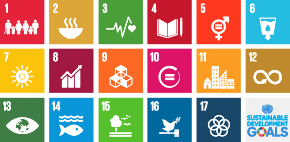 1 2 3 4 5 6
7 8 9 10 11 12
13 14 15 16 17
SUSTAINABLE
DEVELOPMENT
GOALS